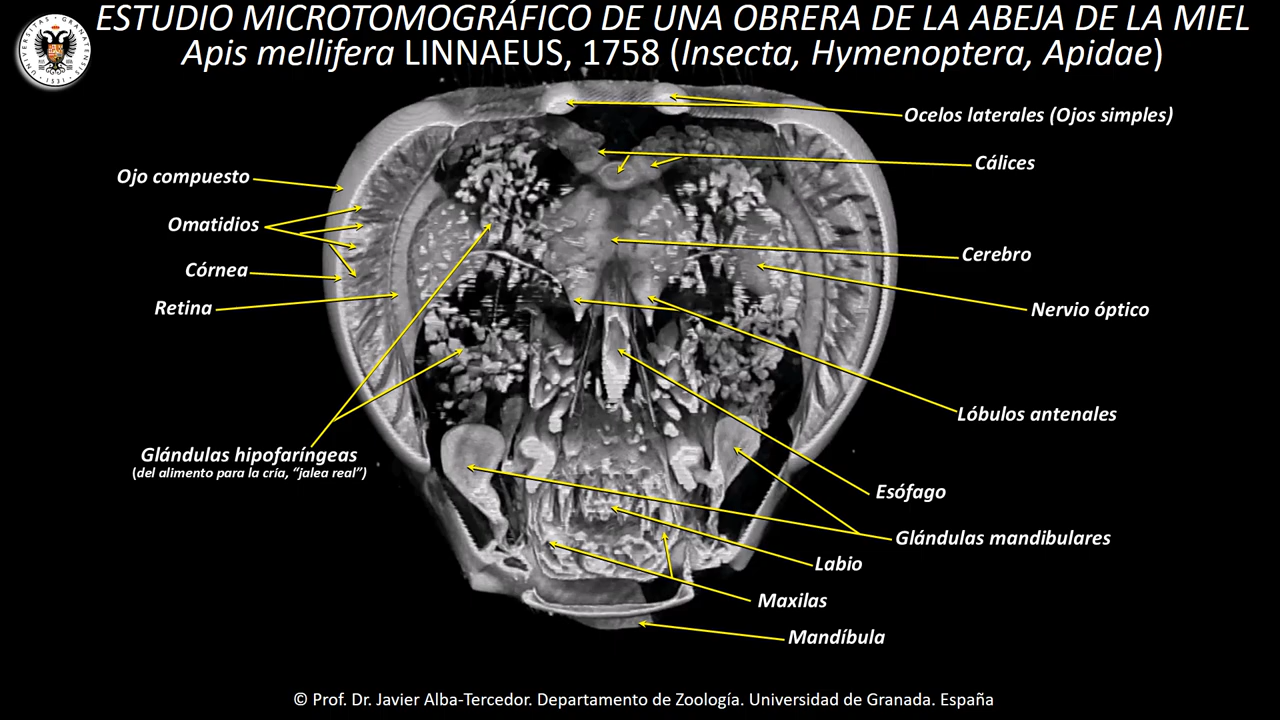 ESTUDIO MICROTOMOGRÁFICO DE UNA OBRERA DE LA ABEJA DE LA MIEL
Apis mellifera LINNAEUS, 1758 (Insecta, Hymenoptera, Apidae)
Ocelos laterales (Ojos simples)
Cálices
Ojo compuesto
Omatidios
Cerebro
Córnea
Retina
Nervio óptico
Lóbulos antenales
Glándulas hipofaríngeas
(del alimento para la cría, “jalea real”)
Esófago
Glándulas mandibulares
Labio
Maxilas
Mandíbula
© Prof. Dr. Javier Alba-Tercedor. Departamento de Zoología. Universidad de Granada. España